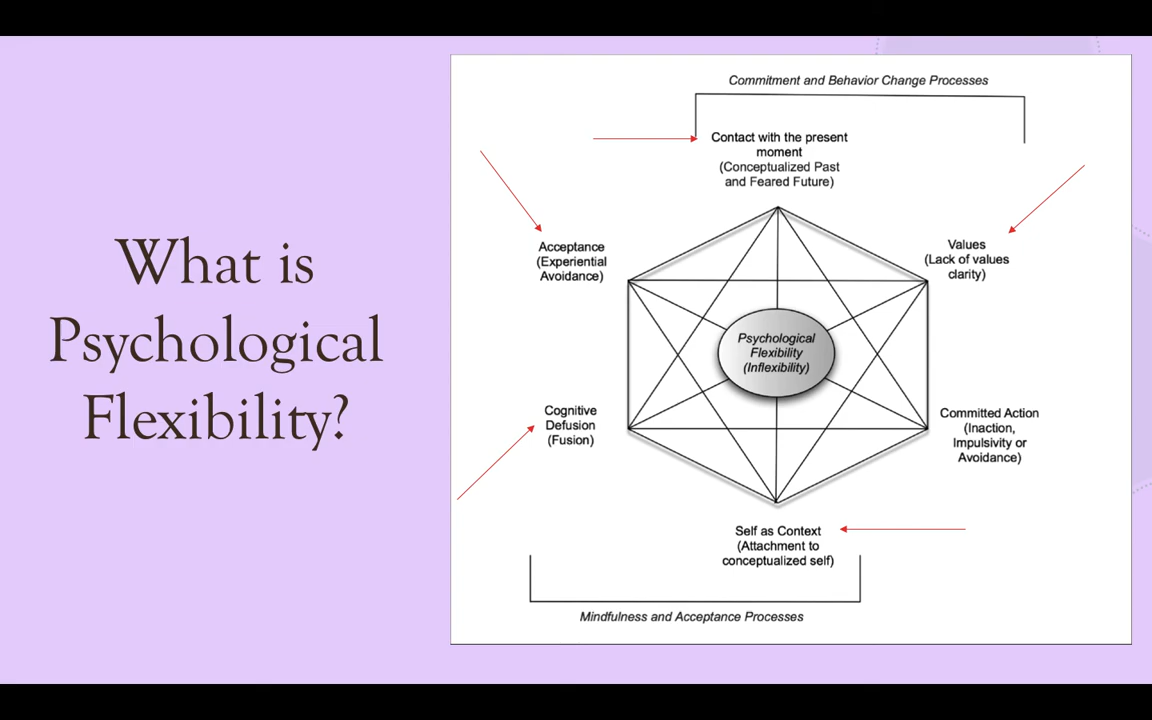 What is
Psychological
Flexibility?
Commitment and Behavior Change Processes
Contact with the present
moment
(Conceptualized Past
and Feared Future)
Acceptance
(Experiential
Avoidance)
Values
(Lack of values
clarity)
Psychological
Flexibility
(Inflexibility)
Cognitive
Defusion
(Fusion)
Committed Action
(Inaction,
Impulsivity or
Avoidance)
Self as Context
(Attachment to
conceptualized self)
Mindfulness and Acceptance Processes